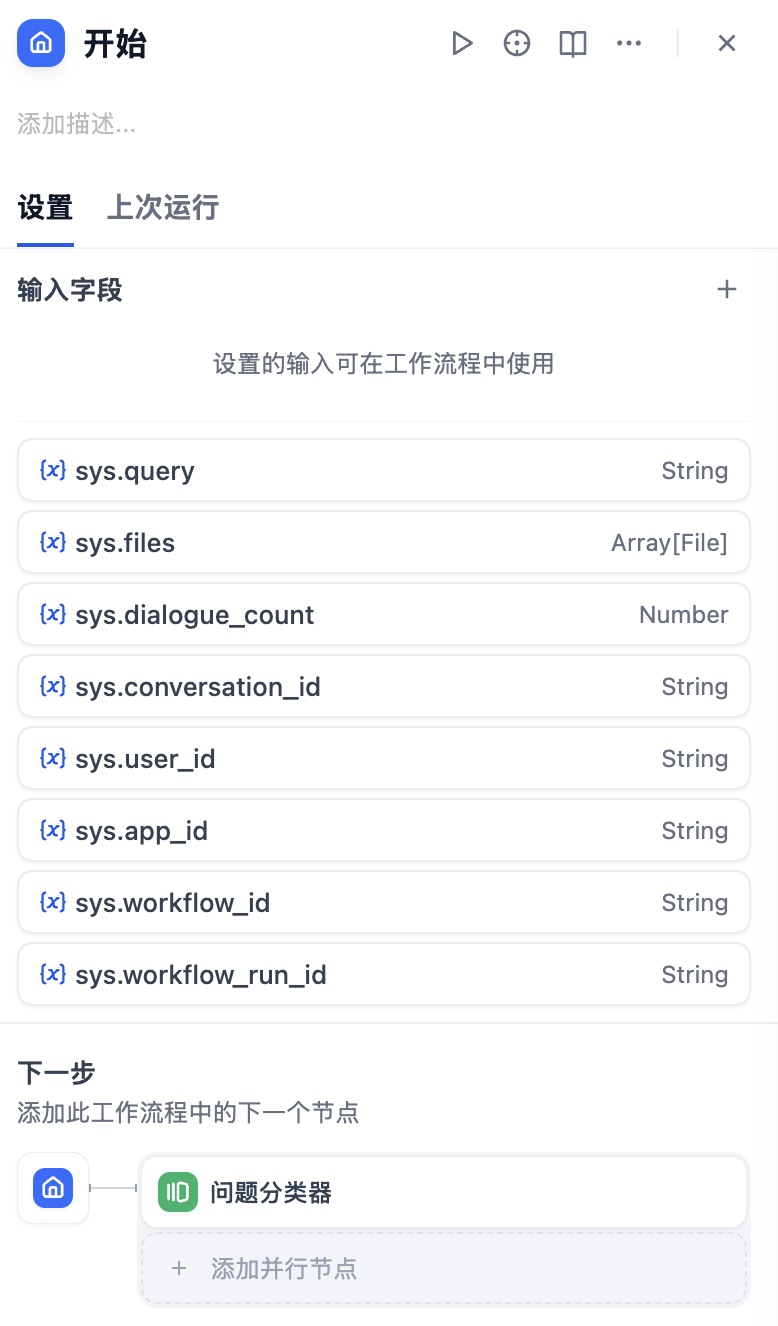 开始
添加描述...
设置 上次运行
输入字段
设置的输入可在工作流程中使用
{x} sys.query String
{x} sys.files Array[File]
{x} sys.dialogue_count Number
{x} sys.conversation_id String
{x} sys.user_id String
{x} sys.app_id String
{x} sys.workflow_id String
{x} sys.workflow_run_id String
下一步
添加此工作流程中的下一个节点
问题分类器
+ 添加并行节点